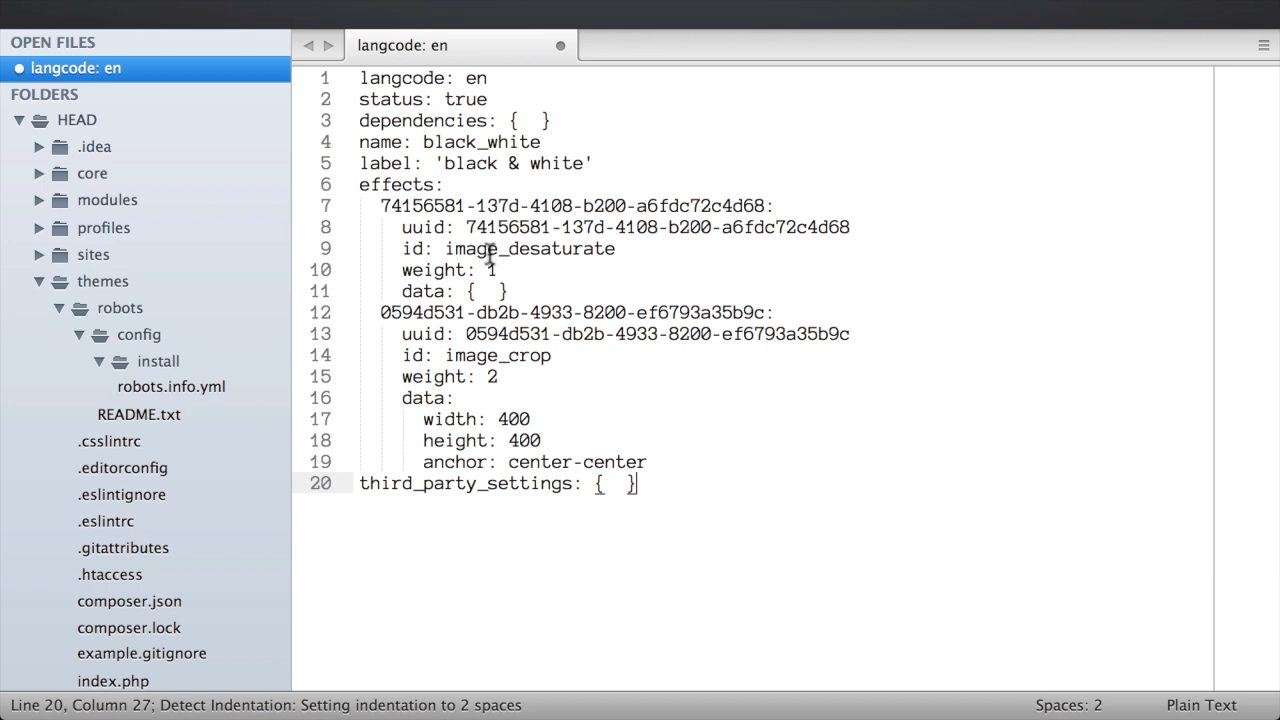 OPEN FILES
langcode: en
FOLDERS
HEAD
.idea
core
modules
profiles
sites
themes
robots
config
install
robots.info.yml
README.txt
.csslintrc
.editorconfig
.eslintignore
.eslintrc
.gitattributes
.htaccess
composer.json
composer.lock
example.gitignore
index.php
langcode: en
1 langcode: en
2 status: true
3 dependencies: {  }
4 name: black_white
5 label: 'black & white'
6 effects:
7 74156581-137d-4108-b200-a6fdc72c4d68:
8 uuid: 74156581-137d-4108-b200-a6fdc72c4d68
9 id: image_desaturate
10 weight: 1
11 data: {  }
12 0594d531-db2b-4933-8200-ef6793a35b9c:
13 uuid: 0594d531-db2b-4933-8200-ef6793a35b9c
14 id: image_crop
15 weight: 2
16 data:
17 width: 400
18 height: 400
19 anchor: center-center
20 third_party_settings: {  }
Line 20, Column 27; Detect Indentation: Setting indentation to 2 spaces
Spaces: 2
Plain Text